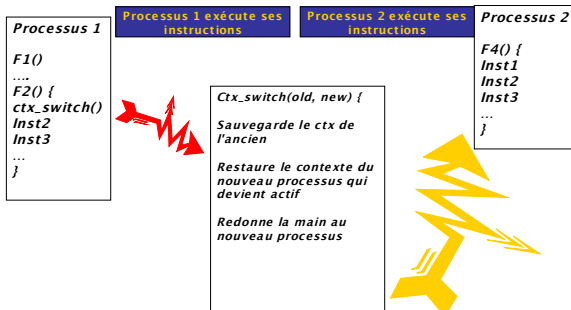 Processus 1
F1()
....
F2() {
ctx_switch()
Inst2
Inst3
...
}
Processus 1 exécute ses
instructions
Processus 2 exécute ses
instructions
Ctx_switch(old, new) {
Sauvegarde le ctx de
l'ancien
Restaure le contexte du
nouveau processus qui
devient actif
Redonne la main au
nouveau processus
Processus 2
F4() {
Inst1
Inst2
Inst3
...
}